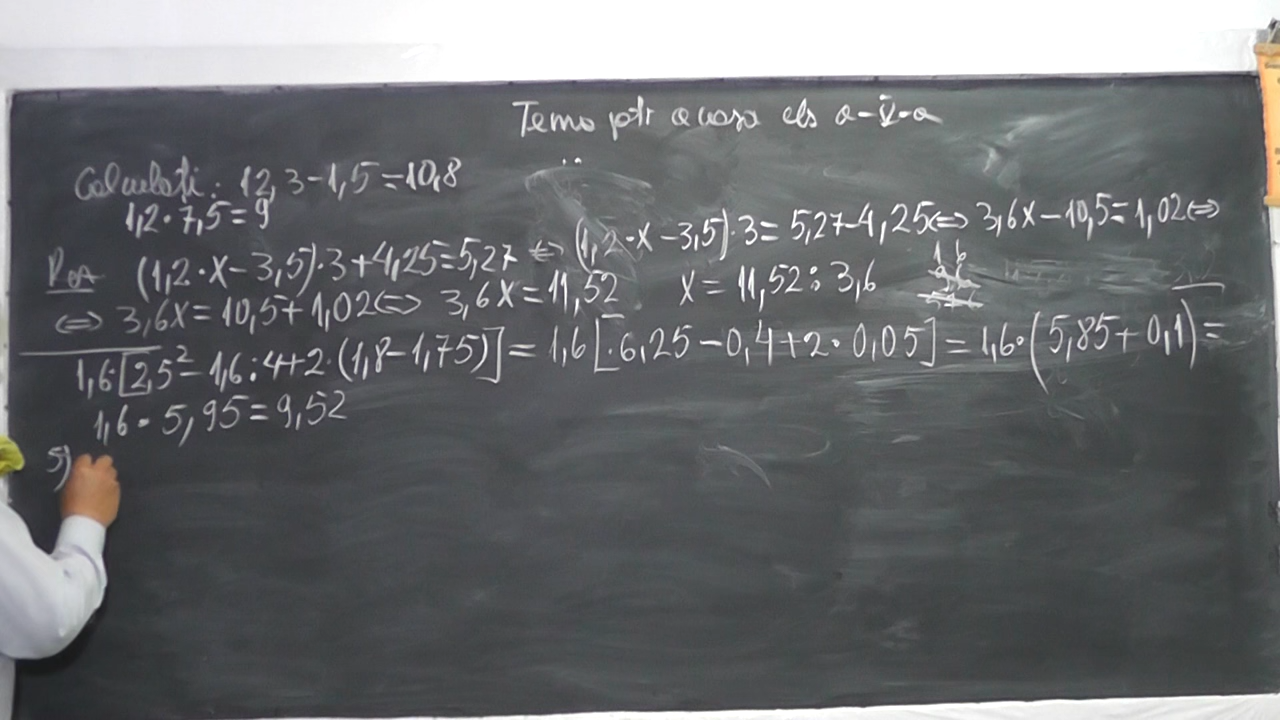 Tema ptr acasa cls a-V-a
Calculati: 12,3-1,5=10,8
1,2·7,5=9
(1,2·x-3,5)·3+4,25=5,27 ⇔ (1,2·x-3,5)·3=5,27-4,25⇔ 3,6x-10,5=1,02⇔
⇔ 3,6x=10,5+1,02⇔ 3,6x=11,52 x=11,52:3,6
1,6·[2,5²-1,6:4+2·(1,8-1,75)]=1,6[·6,25-0,4+2·0,05]=1,6·(5,85+0,1)=
1,6·5,95=9,52
5)